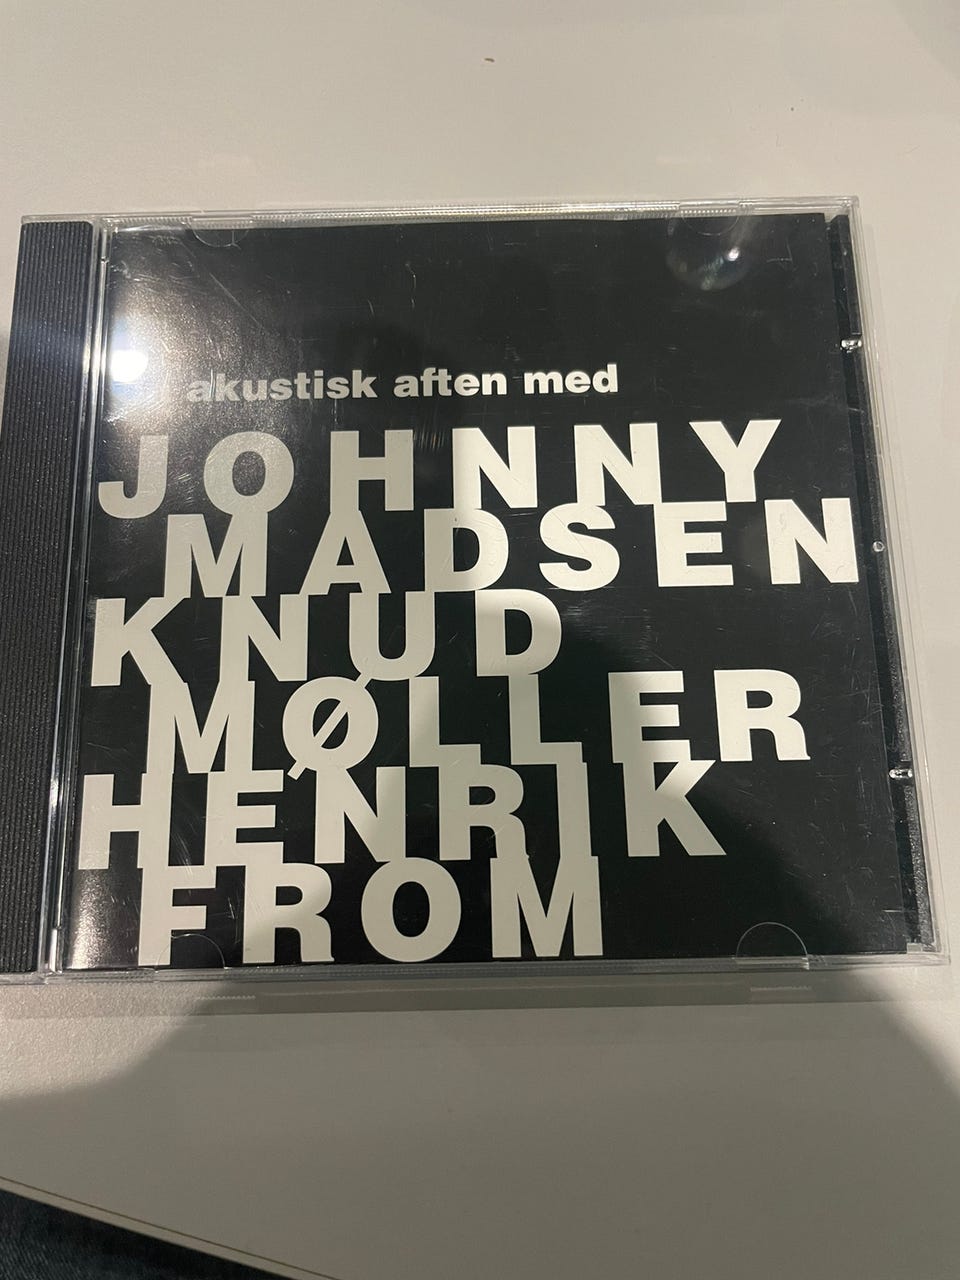 akustisk aften med
JOHNNY
MADSEN
KNUD
MØLLER
HENRIK
FROM